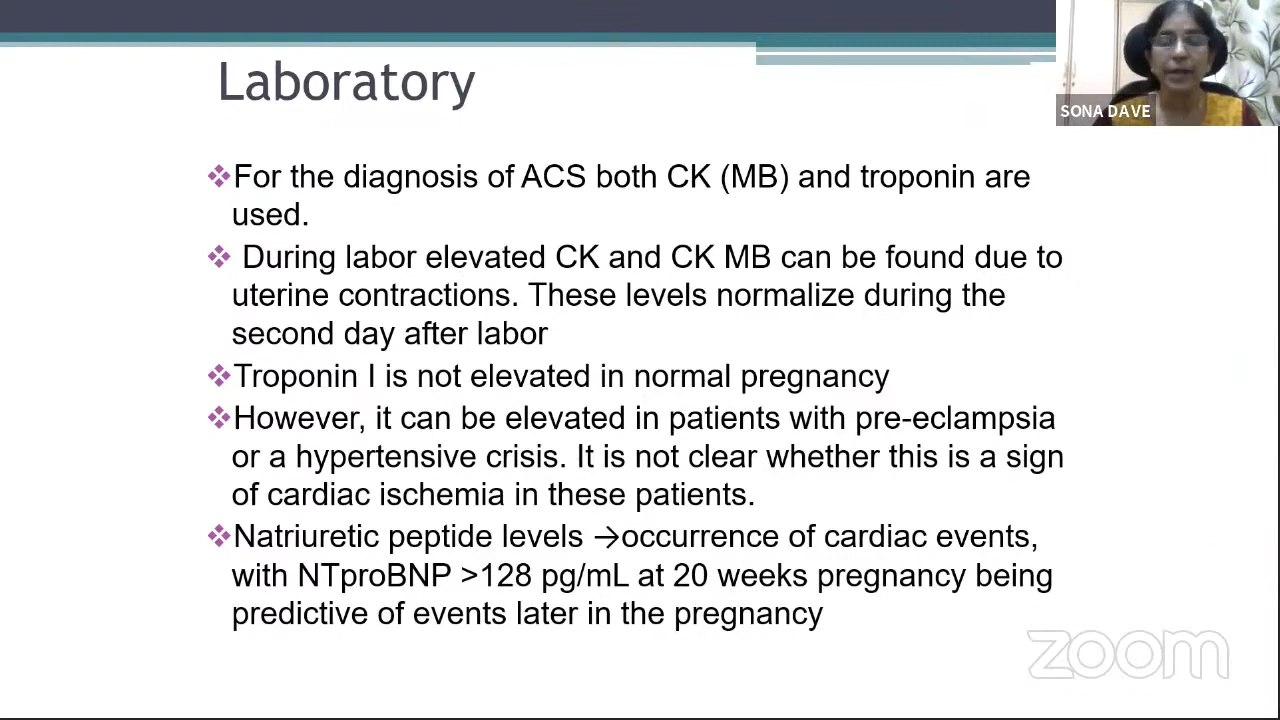 Laboratory
SONA DAVE
❖For the diagnosis of ACS both CK (MB) and troponin are
used.
❖ During labor elevated CK and CK MB can be found due to
uterine contractions. These levels normalize during the
second day after labor
❖Troponin I is not elevated in normal pregnancy
❖However, it can be elevated in patients with pre-eclampsia
or a hypertensive crisis. It is not clear whether this is a sign
of cardiac ischemia in these patients.
❖Natriuretic peptide levels →occurrence of cardiac events,
with NTproBNP >128 pg/mL at 20 weeks pregnancy being
predictive of events later in the pregnancy
zoom